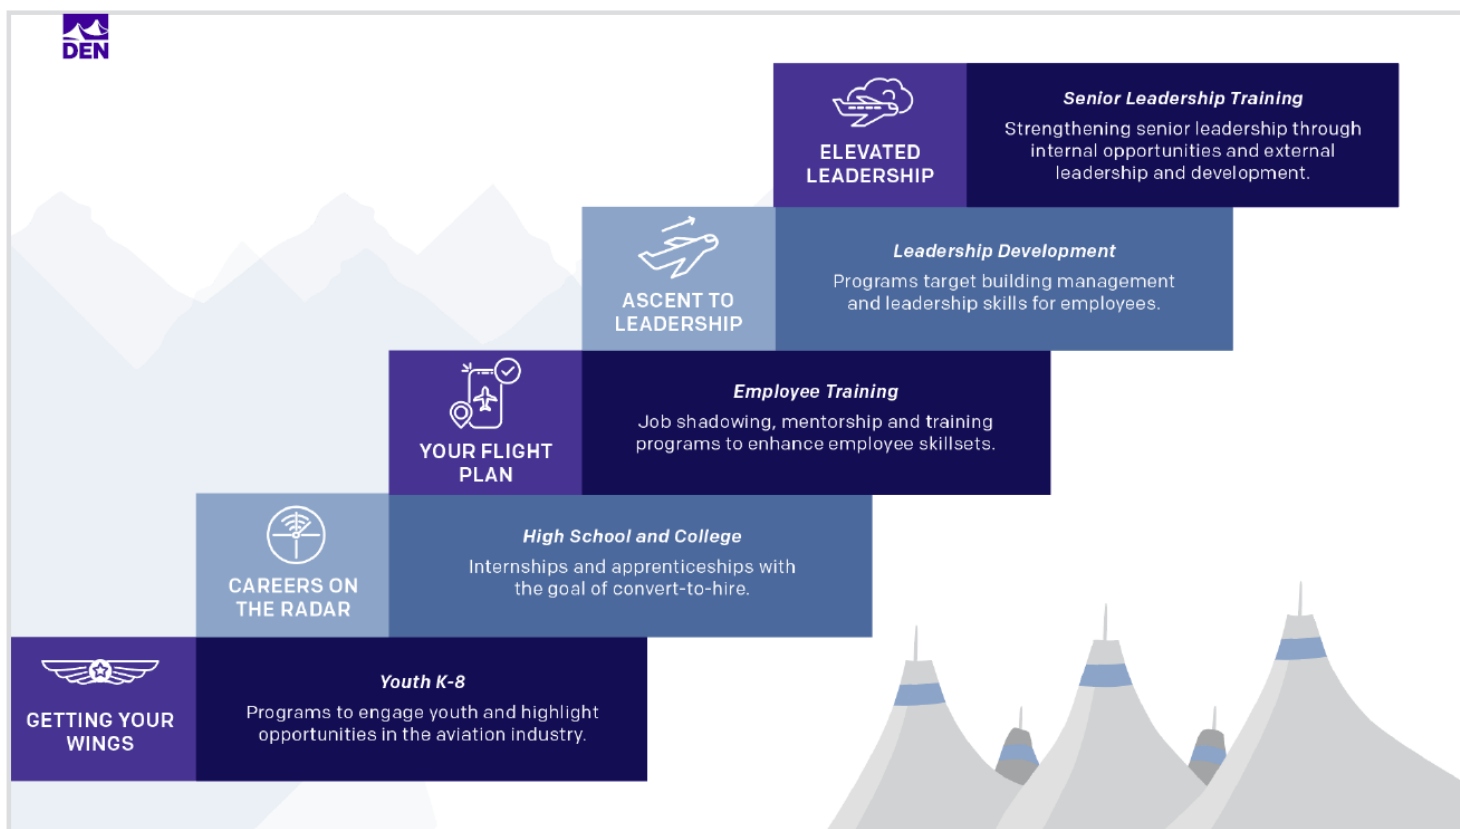 DEN
ELEVATED
LEADERSHIP
Senior Leadership Training
Strengthening senior leadership through
internal opportunities and external
leadership and development.
ASCENT TO
LEADERSHIP
Leadership Development
Programs target building management
and leadership skills for employees.
YOUR FLIGHT
PLAN
Employee Training
Job shadowing, mentorship and training
programs to enhance employee skillsets.
CAREERS ON
THE RADAR
High School and College
Internships and apprenticeships with
the goal of convert-to-hire.
GETTING YOUR
WINGS
Youth K-8
Programs to engage youth and highlight
opportunities in the aviation industry.